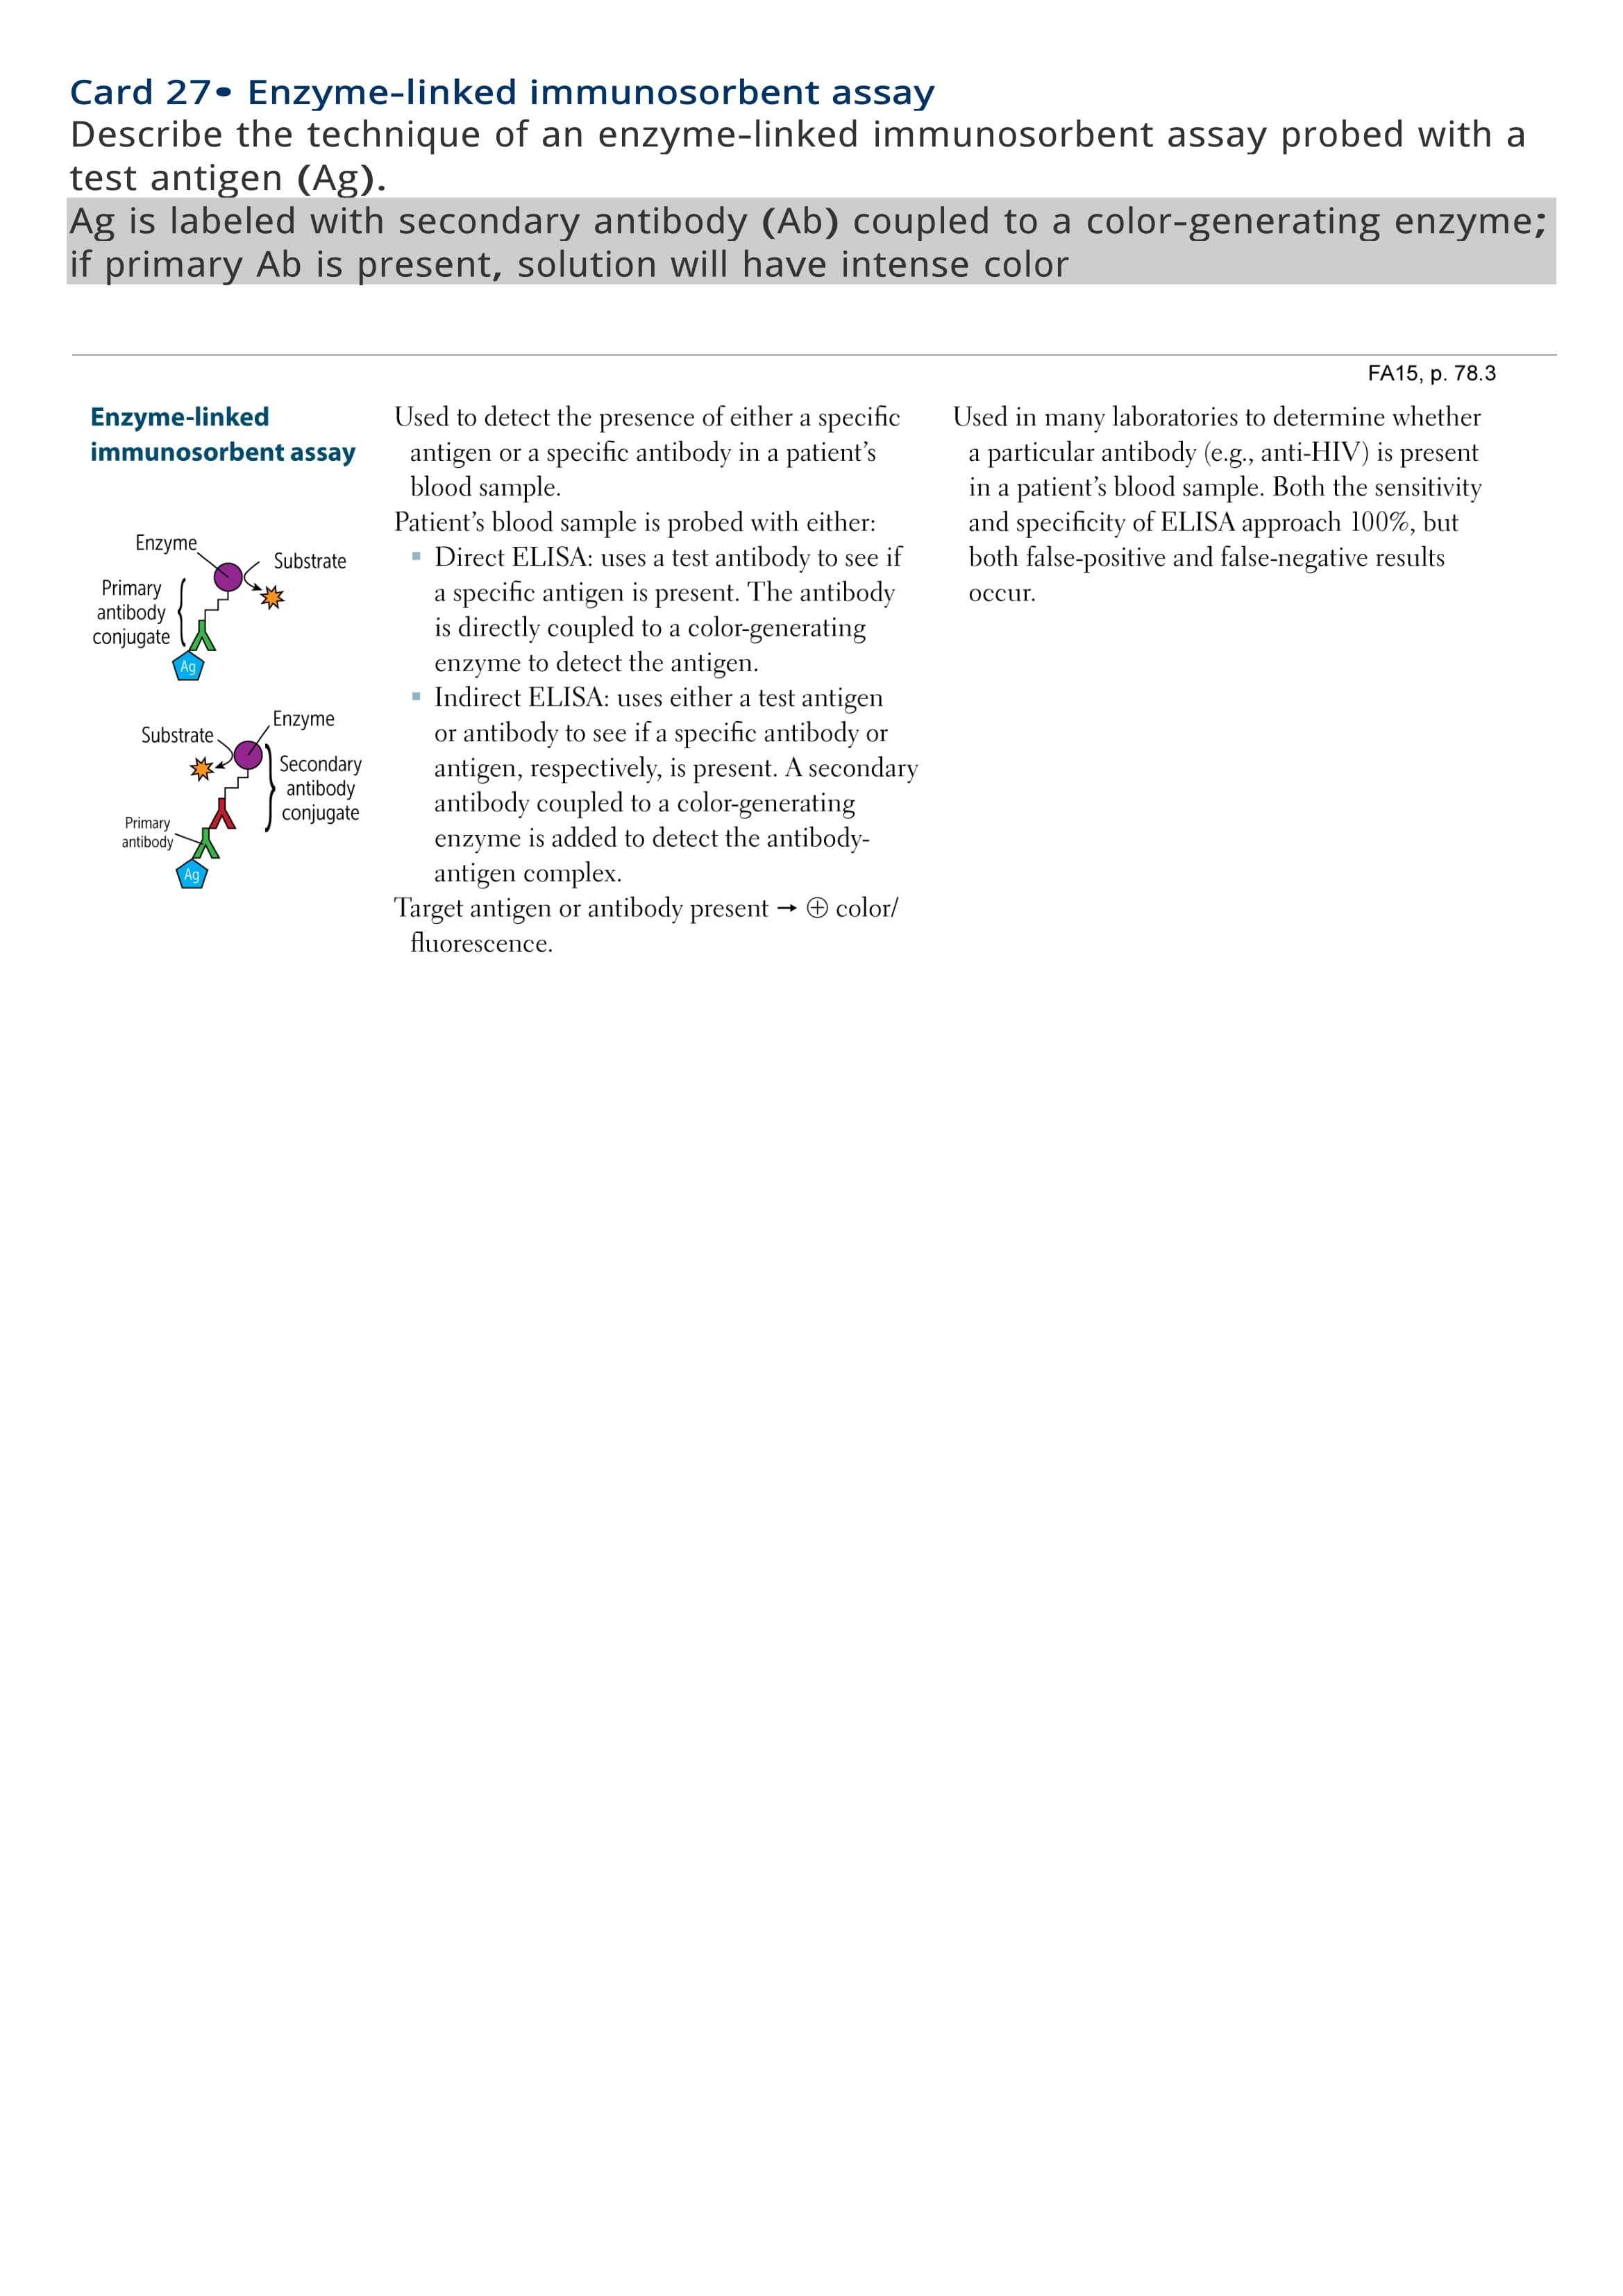 Card 27• Enzyme-linked immunosorbent assay
Describe the technique of an enzyme-linked immunosorbent assay probed with a
test antigen (Ag).
Ag is labeled with secondary antibody (Ab) coupled to a color-generating enzyme;
if primary Ab is present, solution will have intense color
FA15, p. 78.3
Enzyme-linked
immunosorbent assay
Enzyme
Substrate
Primary
antibody
conjugate
Ag
Enzyme
Substrate
Secondary
antibody
conjugate
Primary
antibody
Ag
Used to detect the presence of either a specific
antigen or a specific antibody in a patient's
blood sample.
Patient's blood sample is probed with either:
▪ Direct ELISA: uses a test antibody to see if
a specific antigen is present. The antibody
is directly coupled to a color-generating
enzyme to detect the antigen.
▪ Indirect ELISA: uses either a test antigen
or antibody to see if a specific antibody or
antigen, respectively, is present. A secondary
antibody coupled to a color-generating
enzyme is added to detect the antibody-
antigen complex.
Target antigen or antibody present → ⊕ color/
fluorescence.
Used in many laboratories to determine whether
a particular antibody (e.g., anti-HIV) is present
in a patient's blood sample. Both the sensitivity
and specificity of ELISA approach 100%, but
both false-positive and false-negative results
occur.